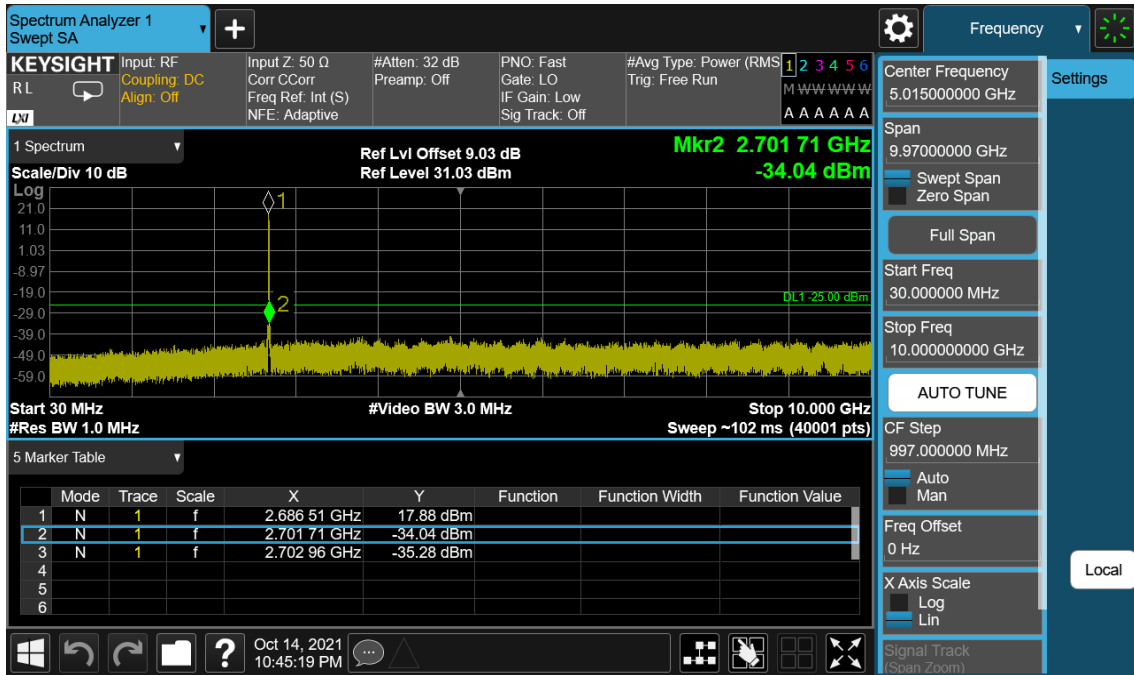 Spectrum Analyzer 1
Swept SA
Frequency
KEYSIGHT
R L
LXI
Input: RF
Coupling: DC
Align: Off
Input Z: 50 Ω
Corr CCorr
Freq Ref: Int (S)
NFE: Adaptive
#Atten: 32 dB
Preamp: Off
PNO: Fast
Gate: LO
IF Gain: Low
Sig Track: Off
#Avg Type: Power (RMS
Trig: Free Run
1 2 3 4 5 6
M W W W W W
A A A A A A
1 Spectrum
Scale/Div 10 dB
Ref Lvl Offset 9.03 dB
Ref Level 31.03 dBm
Mkr2 2.701 71 GHz
-34.04 dBm
Log
21.0
11.0
1.03
-8.97
-19.0
-29.0
-39.0
-49.0
-59.0
1
2
DL1 -25.00 dBm
Start 30 MHz
#Video BW 3.0 MHz
Stop 10.000 GHz
#Res BW 1.0 MHz
Sweep ~102 ms (40001 pts)
5 Marker Table
Mode Trace Scale X Y Function Function Width Function Value
1 N 1 f 2.686 51 GHz 17.88 dBm
2 N 1 f 2.701 71 GHz -34.04 dBm
3 N 1 f 2.702 96 GHz -35.28 dBm
4
5
6
?
Oct 14, 2021
10:45:19 PM
Center Frequency
5.015000000 GHz
Settings
Span
9.97000000 GHz
Swept Span
Zero Span
Full Span
Start Freq
30.000000 MHz
Stop Freq
10.000000000 GHz
AUTO TUNE
CF Step
997.000000 MHz
Auto
Man
Freq Offset
0 Hz
Local
X Axis Scale
Log
Lin
Signal Track
(Span Zoom)